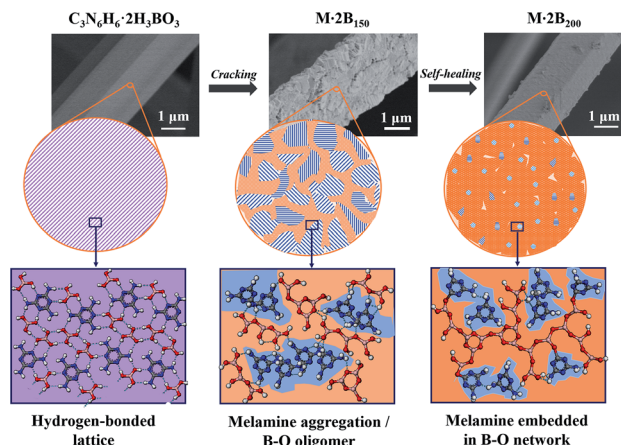 C₃N₆H₆·2H₃BO₃
M·2B₁₅₀
M·2B₂₀₀
Cracking
Self-healing
1 μm
1 μm
1 μm
Hydrogen-bonded
lattice
Melamine aggregation /
B-O oligomer
Melamine embedded
in B-O network